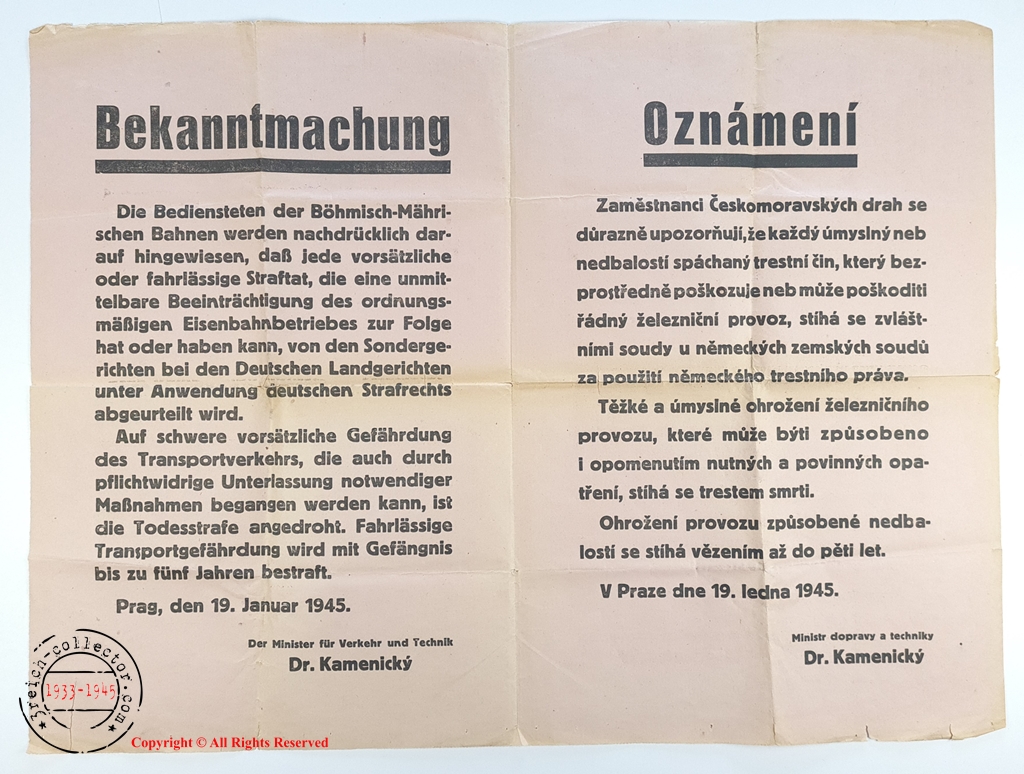 Bekanntmachung
Die Bediensteten der Böhmisch-Mähri-
schen Bahnen werden nachdrücklich dar-
auf hingewiesen, daß jede vorsätzliche
oder fahrlässige Straftat, die eine unmit-
telbare Beeinträchtigung des ordnungs-
mäßigen Eisenbahnbetriebes zur Folge
hat oder haben kann, von den Sonderge-
richten bei den Deutschen Landgerichten
unter Anwendung deutschen Strafrechts
abgeurteilt wird.
Auf schwere vorsätzliche Gefährdung
des Transportverkehrs, die auch durch
pflichtwidrige Unterlassung notwendiger
Maßnahmen begangen werden kann, ist
die Todesstrafe angedroht. Fahrlässige
Transportgefährdung wird mit Gefängnis
bis zu fünf Jahren bestraft.
Prag, den 19. Januar 1945.
Der Minister für Verkehr und Technik
Dr. Kamenický
Oznámení
Zaměstnanci Českomoravských drah se
důrazně upozorňují,že každý úmyslný neb
nedbalostí spáchaný trestní čin, který bez-
prostředně poškozuje neb může poškoditi
řádný železniční provoz, stíhá se zvlášt-
ními soudy u německých zemských soudů
za použití německého trestního práva.
Těžké a úmyslné ohrožení železničního
provozu, které může býti způsobeno
i opomenutím nutných a povinných opa-
tření, stíhá se trestem smrti.
Ohrožení provozu způsobené nedba-
lostí se stíhá vězením až do pěti let.
V Praze dne 19. ledna 1945.
Ministr dopravy a techniky
Dr. Kamenický
3reich-collector.com
1933-1945
Copyright © All Rights Reserved